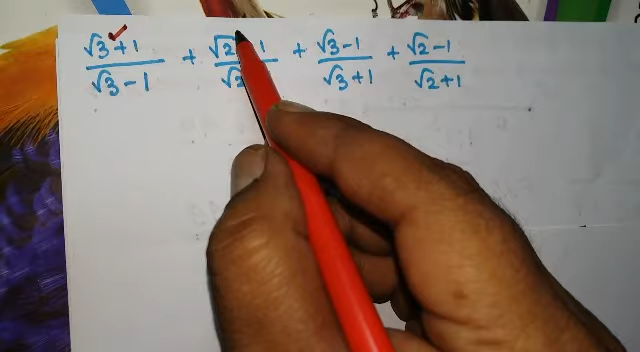 (√3+1)/(√3-1) + (√2 1)/(√2 + (√3-1)/(√3+1) + (√2-1)/(√2+1)